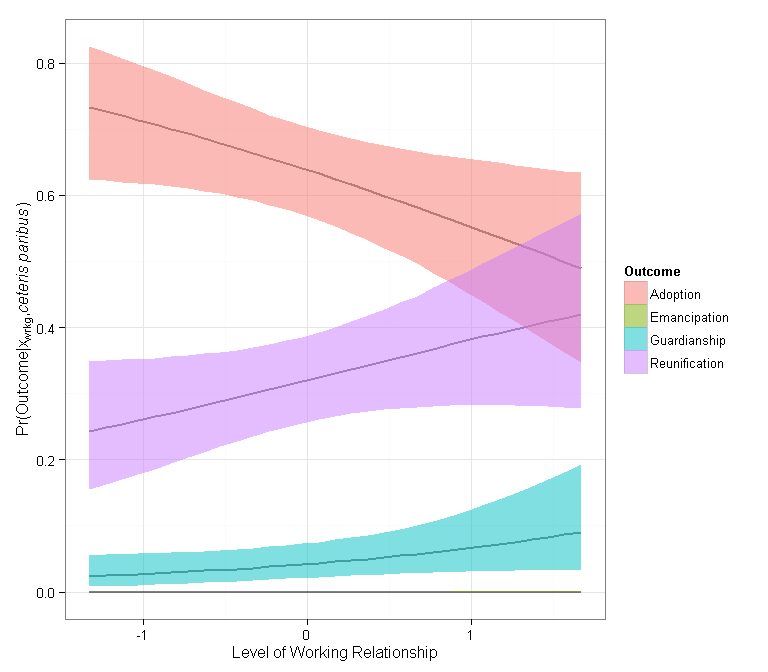 Pr(Outcome|xwrkg,ceteris paribus)
0.8
0.6
0.4
0.2
0.0
-1
0
1
Level of Working Relationship
Outcome
Adoption
Emancipation
Guardianship
Reunification